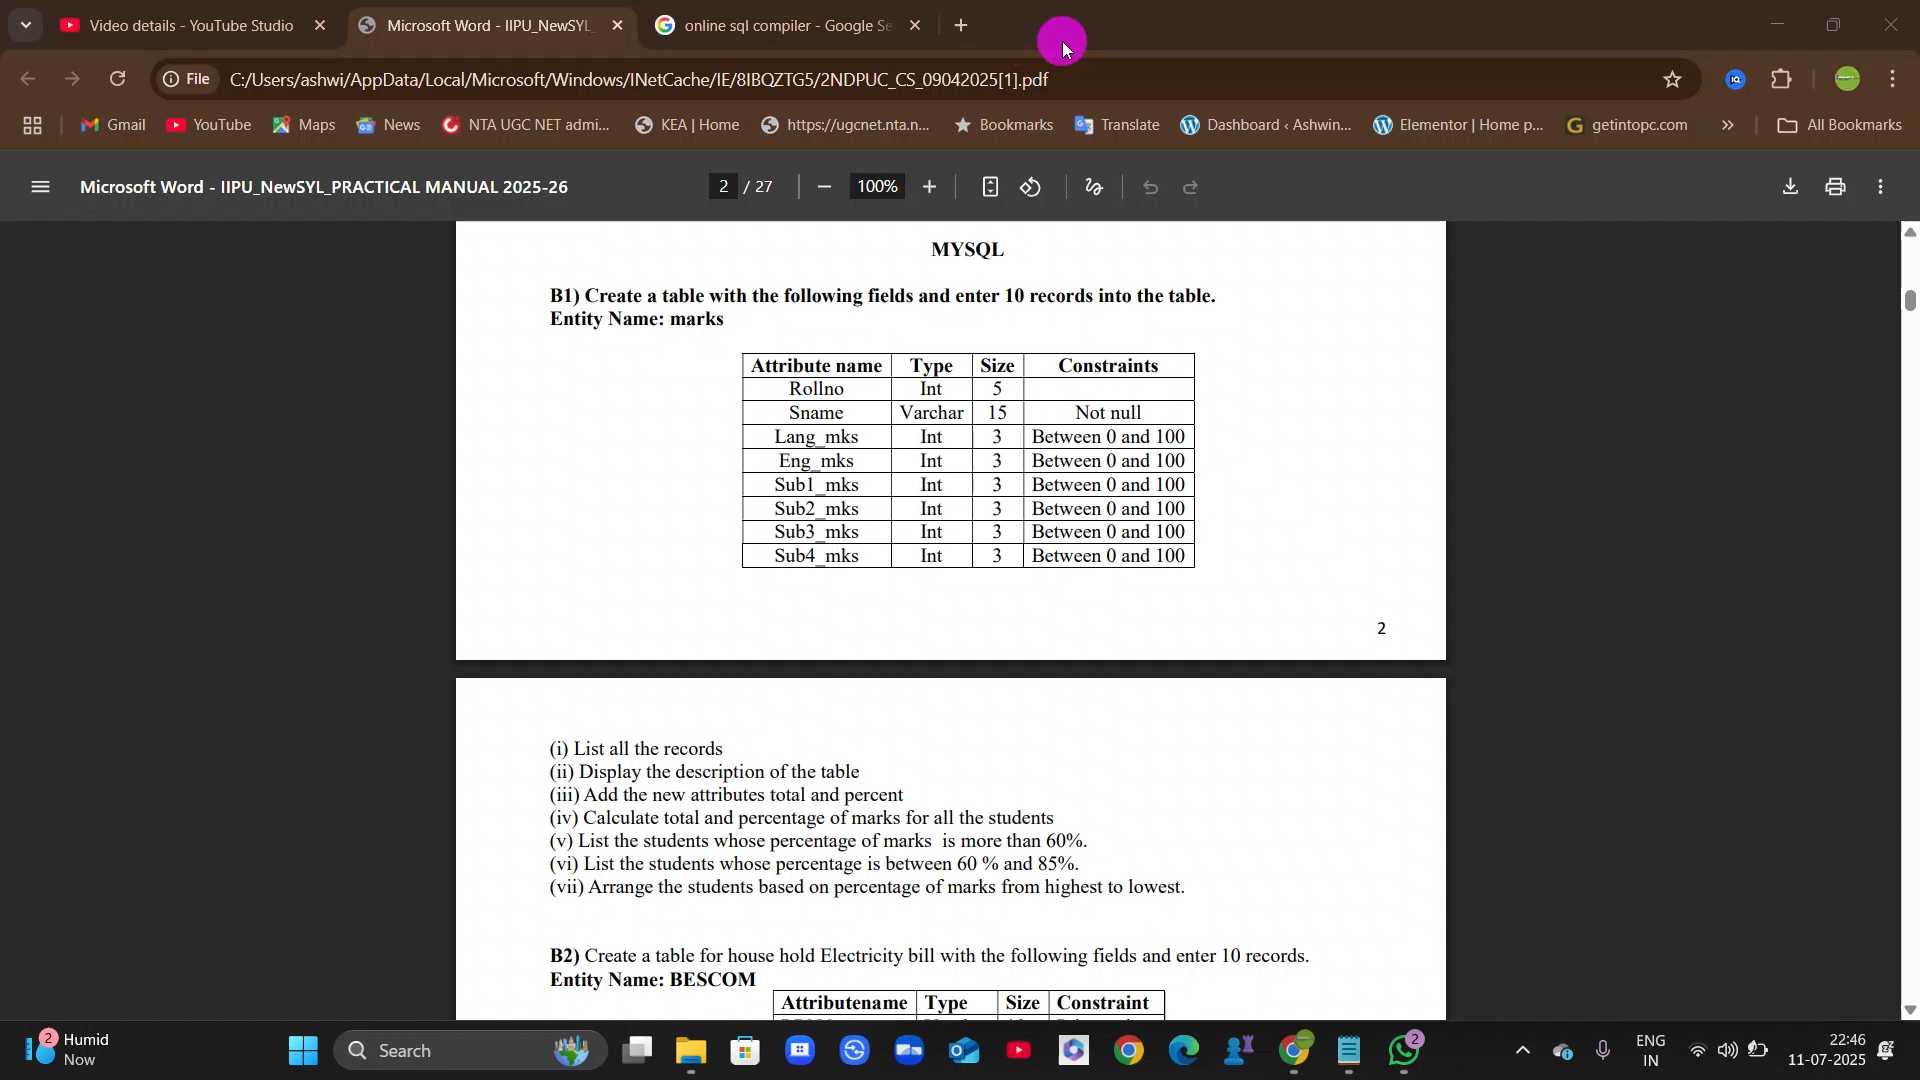 Video details - YouTube Studio
Microsoft Word - IIPU_NewSYL
online sql compiler - Google Se
File
C:/Users/ashwi/AppData/Local/Microsoft/Windows/INetCache/IE/8IBQZTG5/2NDPUC_CS_09042025[1].pdf
Gmail
YouTube
Maps
News
NTA UGC NET admi...
KEA | Home
https://ugcnet.nta.n...
Bookmarks
Translate
Dashboard ‹ Ashwin...
Elementor | Home p...
getintopc.com
All Bookmarks
Microsoft Word - IIPU_NewSYL_PRACTICAL MANUAL 2025-26
2 / 27
100%
MYSQL
B1) Create a table with the following fields and enter 10 records into the table.
Entity Name: marks
Attribute name Type Size Constraints
Rollno Int 5
Sname Varchar 15 Not null
Lang_mks Int 3 Between 0 and 100
Eng_mks Int 3 Between 0 and 100
Sub1_mks Int 3 Between 0 and 100
Sub2_mks Int 3 Between 0 and 100
Sub3_mks Int 3 Between 0 and 100
Sub4_mks Int 3 Between 0 and 100
2
(i) List all the records
(ii) Display the description of the table
(iii) Add the new attributes total and percent
(iv) Calculate total and percentage of marks for all the students
(v) List the students whose percentage of marks is more than 60%.
(vi) List the students whose percentage is between 60 % and 85%.
(vii) Arrange the students based on percentage of marks from highest to lowest.
B2) Create a table for house hold Electricity bill with the following fields and enter 10 records.
Entity Name: BESCOM
Attributename Type Size Constraint
2
Humid
Now
Search
2
ENG
IN
22:46
11-07-2025